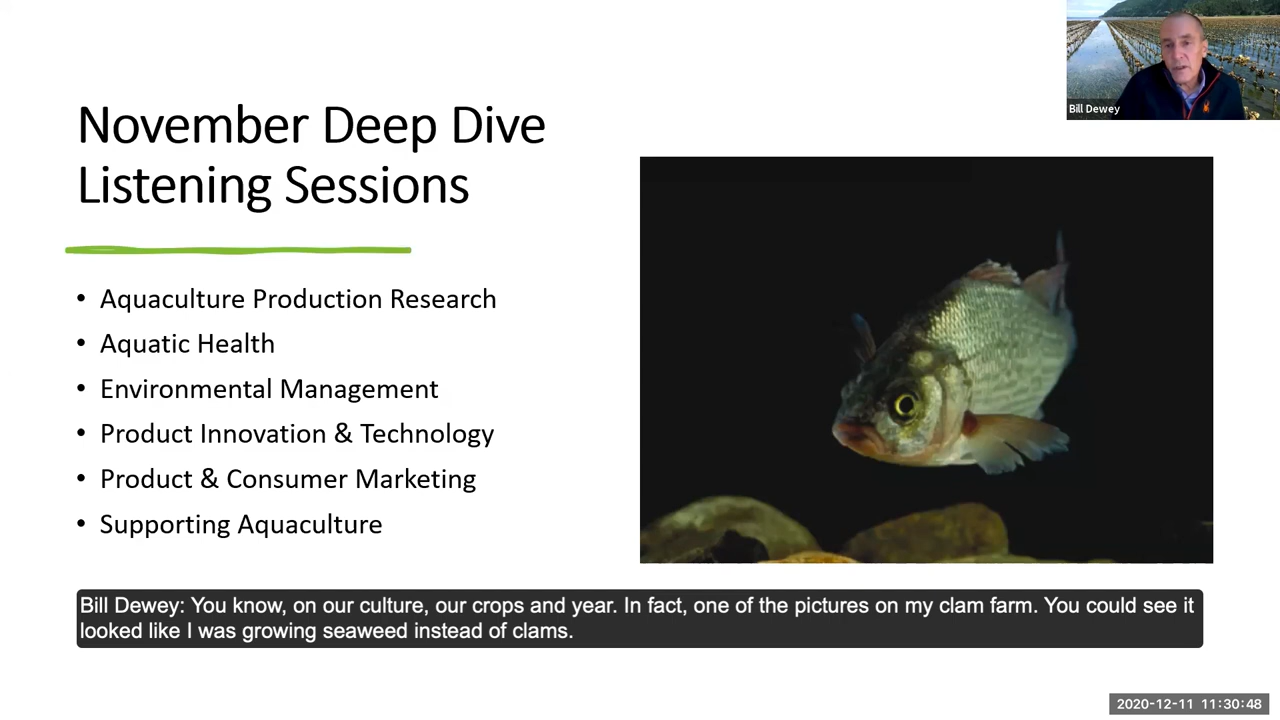 Bill Dewey
November Deep Dive
Listening Sessions
• Aquaculture Production Research
• Aquatic Health
• Environmental Management
• Product Innovation & Technology
• Product & Consumer Marketing
• Supporting Aquaculture
Bill Dewey: You know, on our culture, our crops and year. In fact, one of the pictures on my clam farm. You could see it
looked like I was growing seaweed instead of clams.
2020-12-11 11:30:48